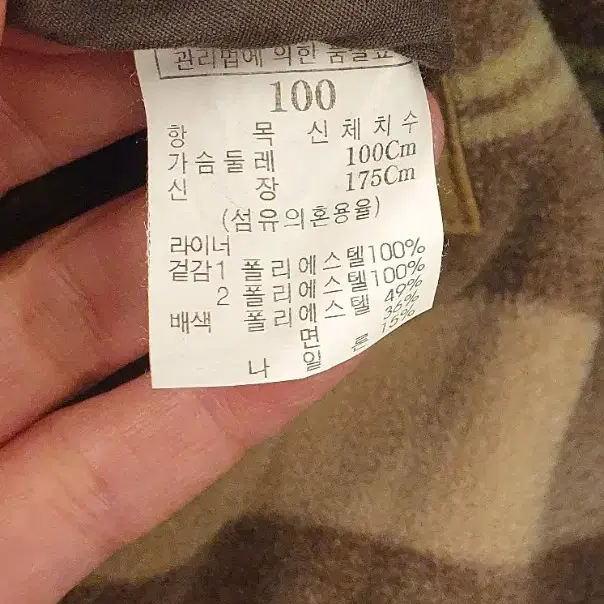 관리법에 의한 품질표
100
항 목 신체치수
가슴둘레 100Cm
신 장 175Cm
(섬유의혼용율)
라이너
겉감1 폴리에스텔100%
2 폴리에스텔100%
배색 폴리에스텔 49%
면 36%
나일론 15%